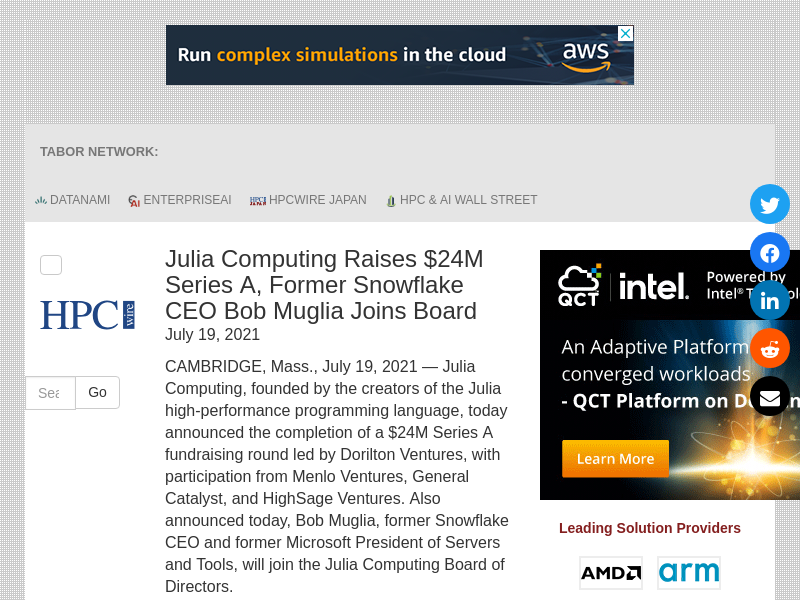 Run complex simulations in the cloud
aws
TABOR NETWORK:
DATANAMI
ENTERPRISEAI
HPCWIRE JAPAN
HPC & AI WALL STREET
HPC wire
Go
Julia Computing Raises $24M
Series A, Former Snowflake
CEO Bob Muglia Joins Board
July 19, 2021
CAMBRIDGE, Mass., July 19, 2021 — Julia
Computing, founded by the creators of the Julia
high-performance programming language, today
announced the completion of a $24M Series A
fundraising round led by Dorilton Ventures, with
participation from Menlo Ventures, General
Catalyst, and HighSage Ventures. Also
announced today, Bob Muglia, former Snowflake
CEO and former Microsoft President of Servers
and Tools, will join the Julia Computing Board of
Directors.
QCT
intel.
Powered by
Intel®
An Adaptive Platform
converged workloads
- QCT Platform on
Learn More
Leading Solution Providers
AMD
arm